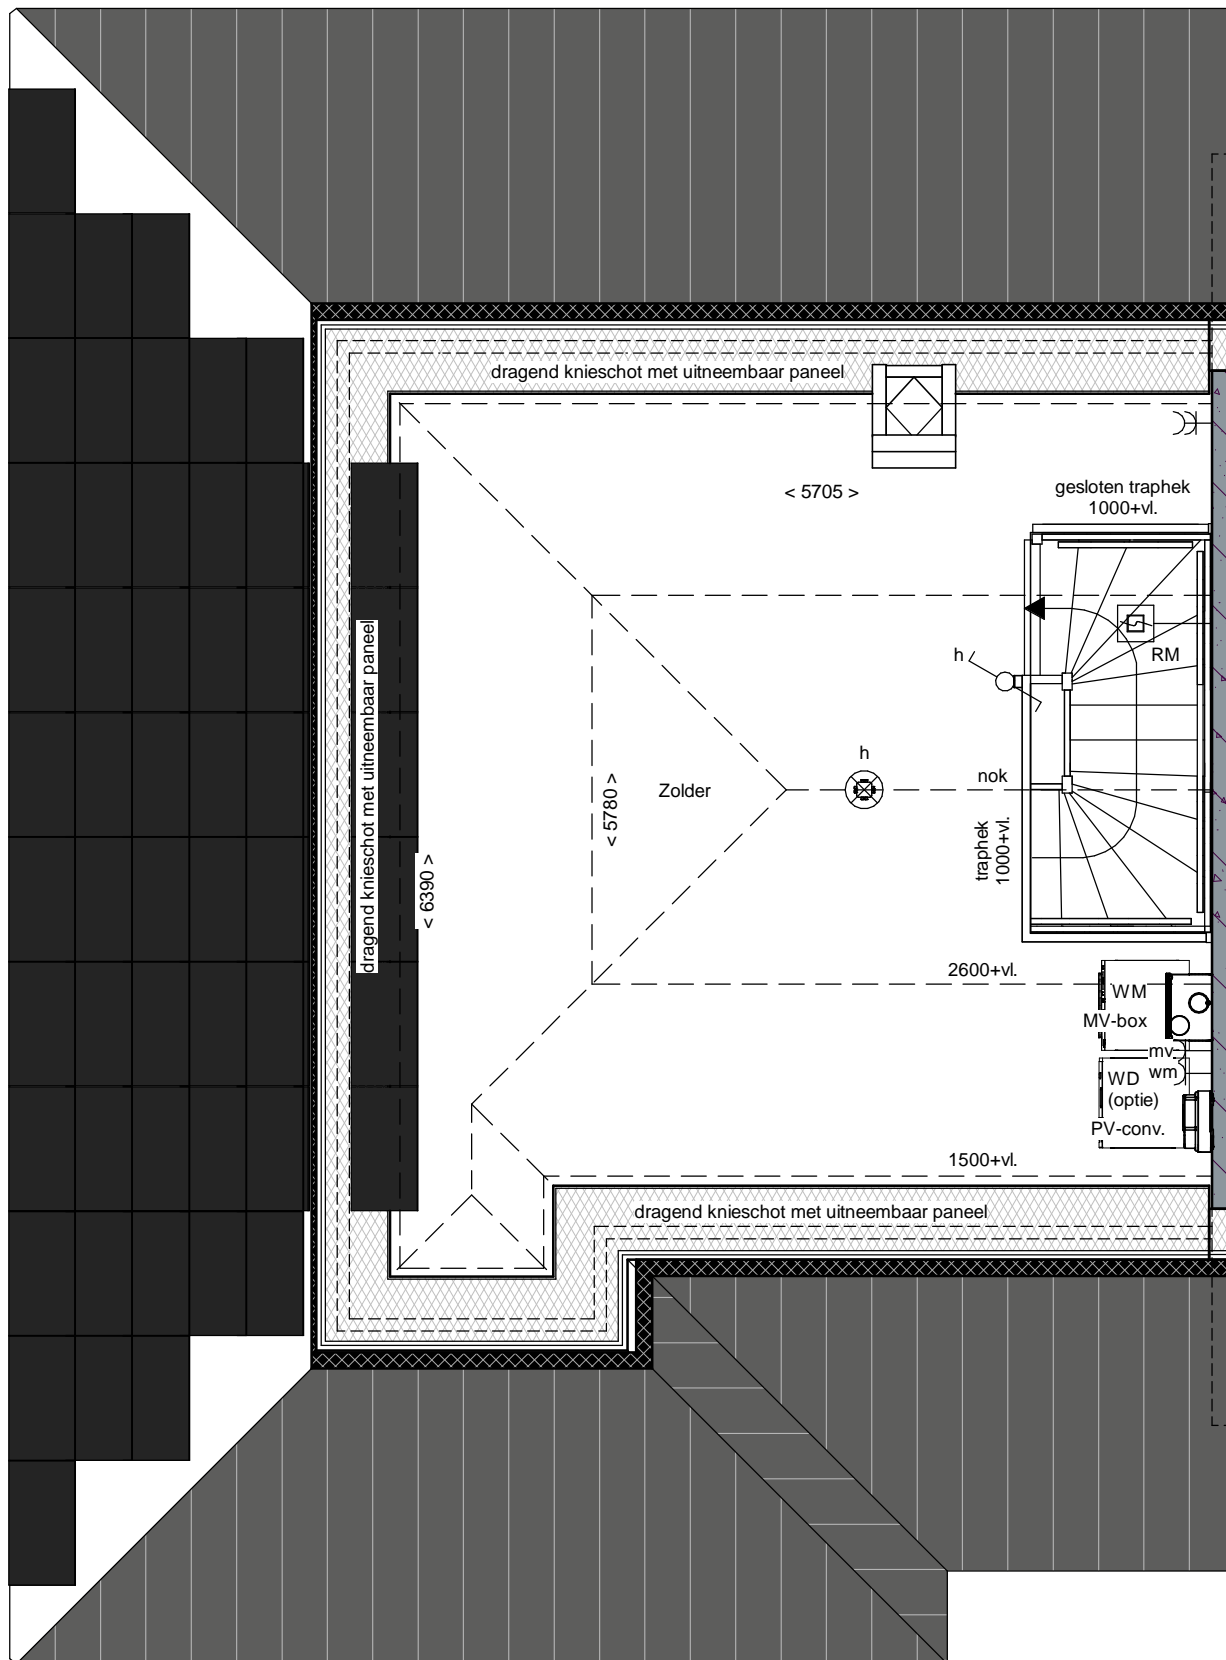 dragend knieschot met uitneembaar paneel
< 5705 >
gesloten traphek
1000+vl.
dragend knieschot met uitneembaar paneel
h
RM
h
nok
< 5780 >
Zolder
traphek
1000+vl.
< 6390 >
2600+vl.
WM
MV-box
mv
wm
WD
(optie)
PV-conv.
1500+vl.
dragend knieschot met uitneembaar paneel